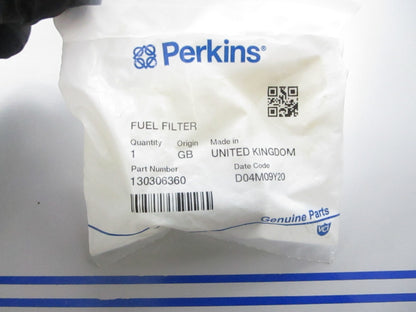 Perkins®
FUEL FILTER
Quantity Origin Made in
1 GB UNITED KINGDOM
Part Number Date Code
130306360 D04M09Y20
Genuine Parts